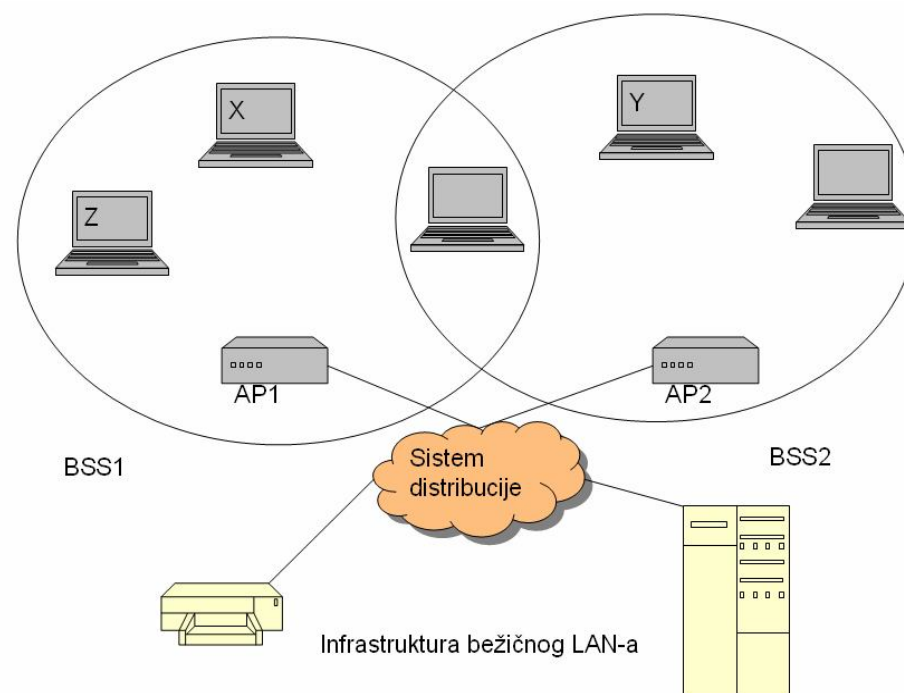 X
Y
Z
AP1
AP2
BSS1
BSS2
Sistem
distribucije
Infrastruktura bežičnog LAN-a